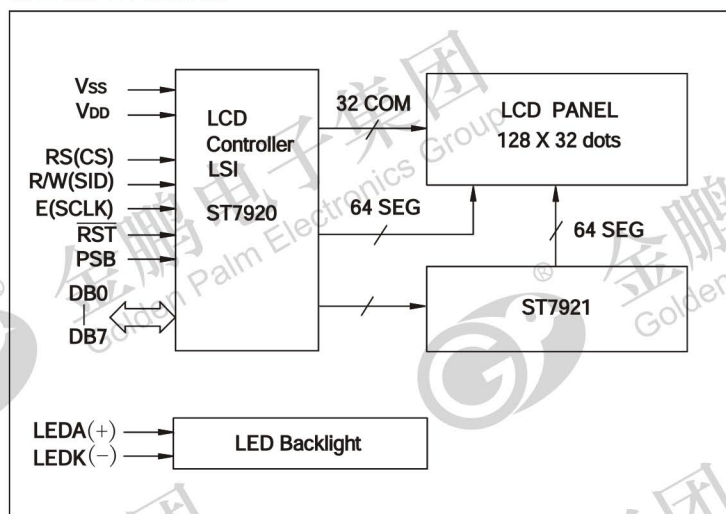 VSS
VDD
RS(CS)
R/W(SID)
E(SCLK)
RST
PSB
DB0
DB7
LCD
Controller
LSI
ST7920
32 COM
64 SEG
LCD PANEL
128 X 32 dots
64 SEG
ST7921
LEDA(+)
LEDK(-)
LED Backlight
金鹏电子集团
Golden Palm Electronics Group
®
金鹏
Golden
®